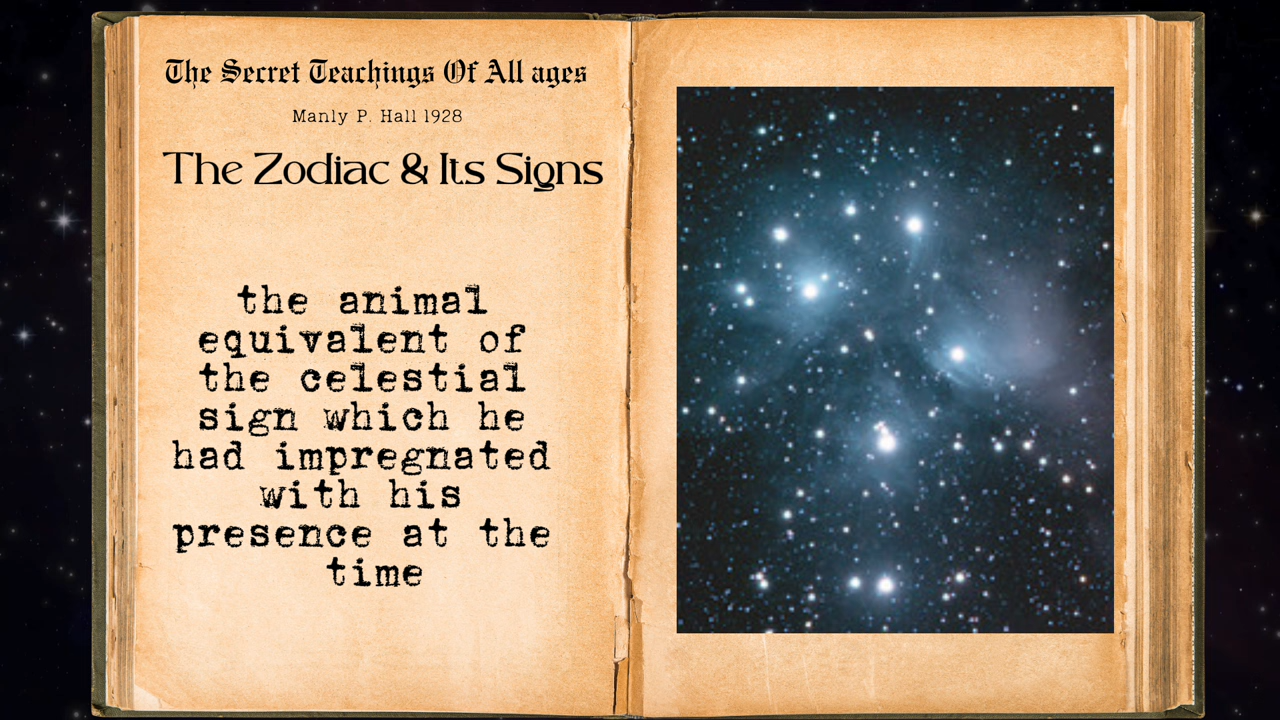 The Secret Teachings Of All ages
Manly P. Hall 1928
The Zodiac & Its Signs
the animal
equivalent of
the celestial
sign which he
had impregnated
with his
presence at the
time